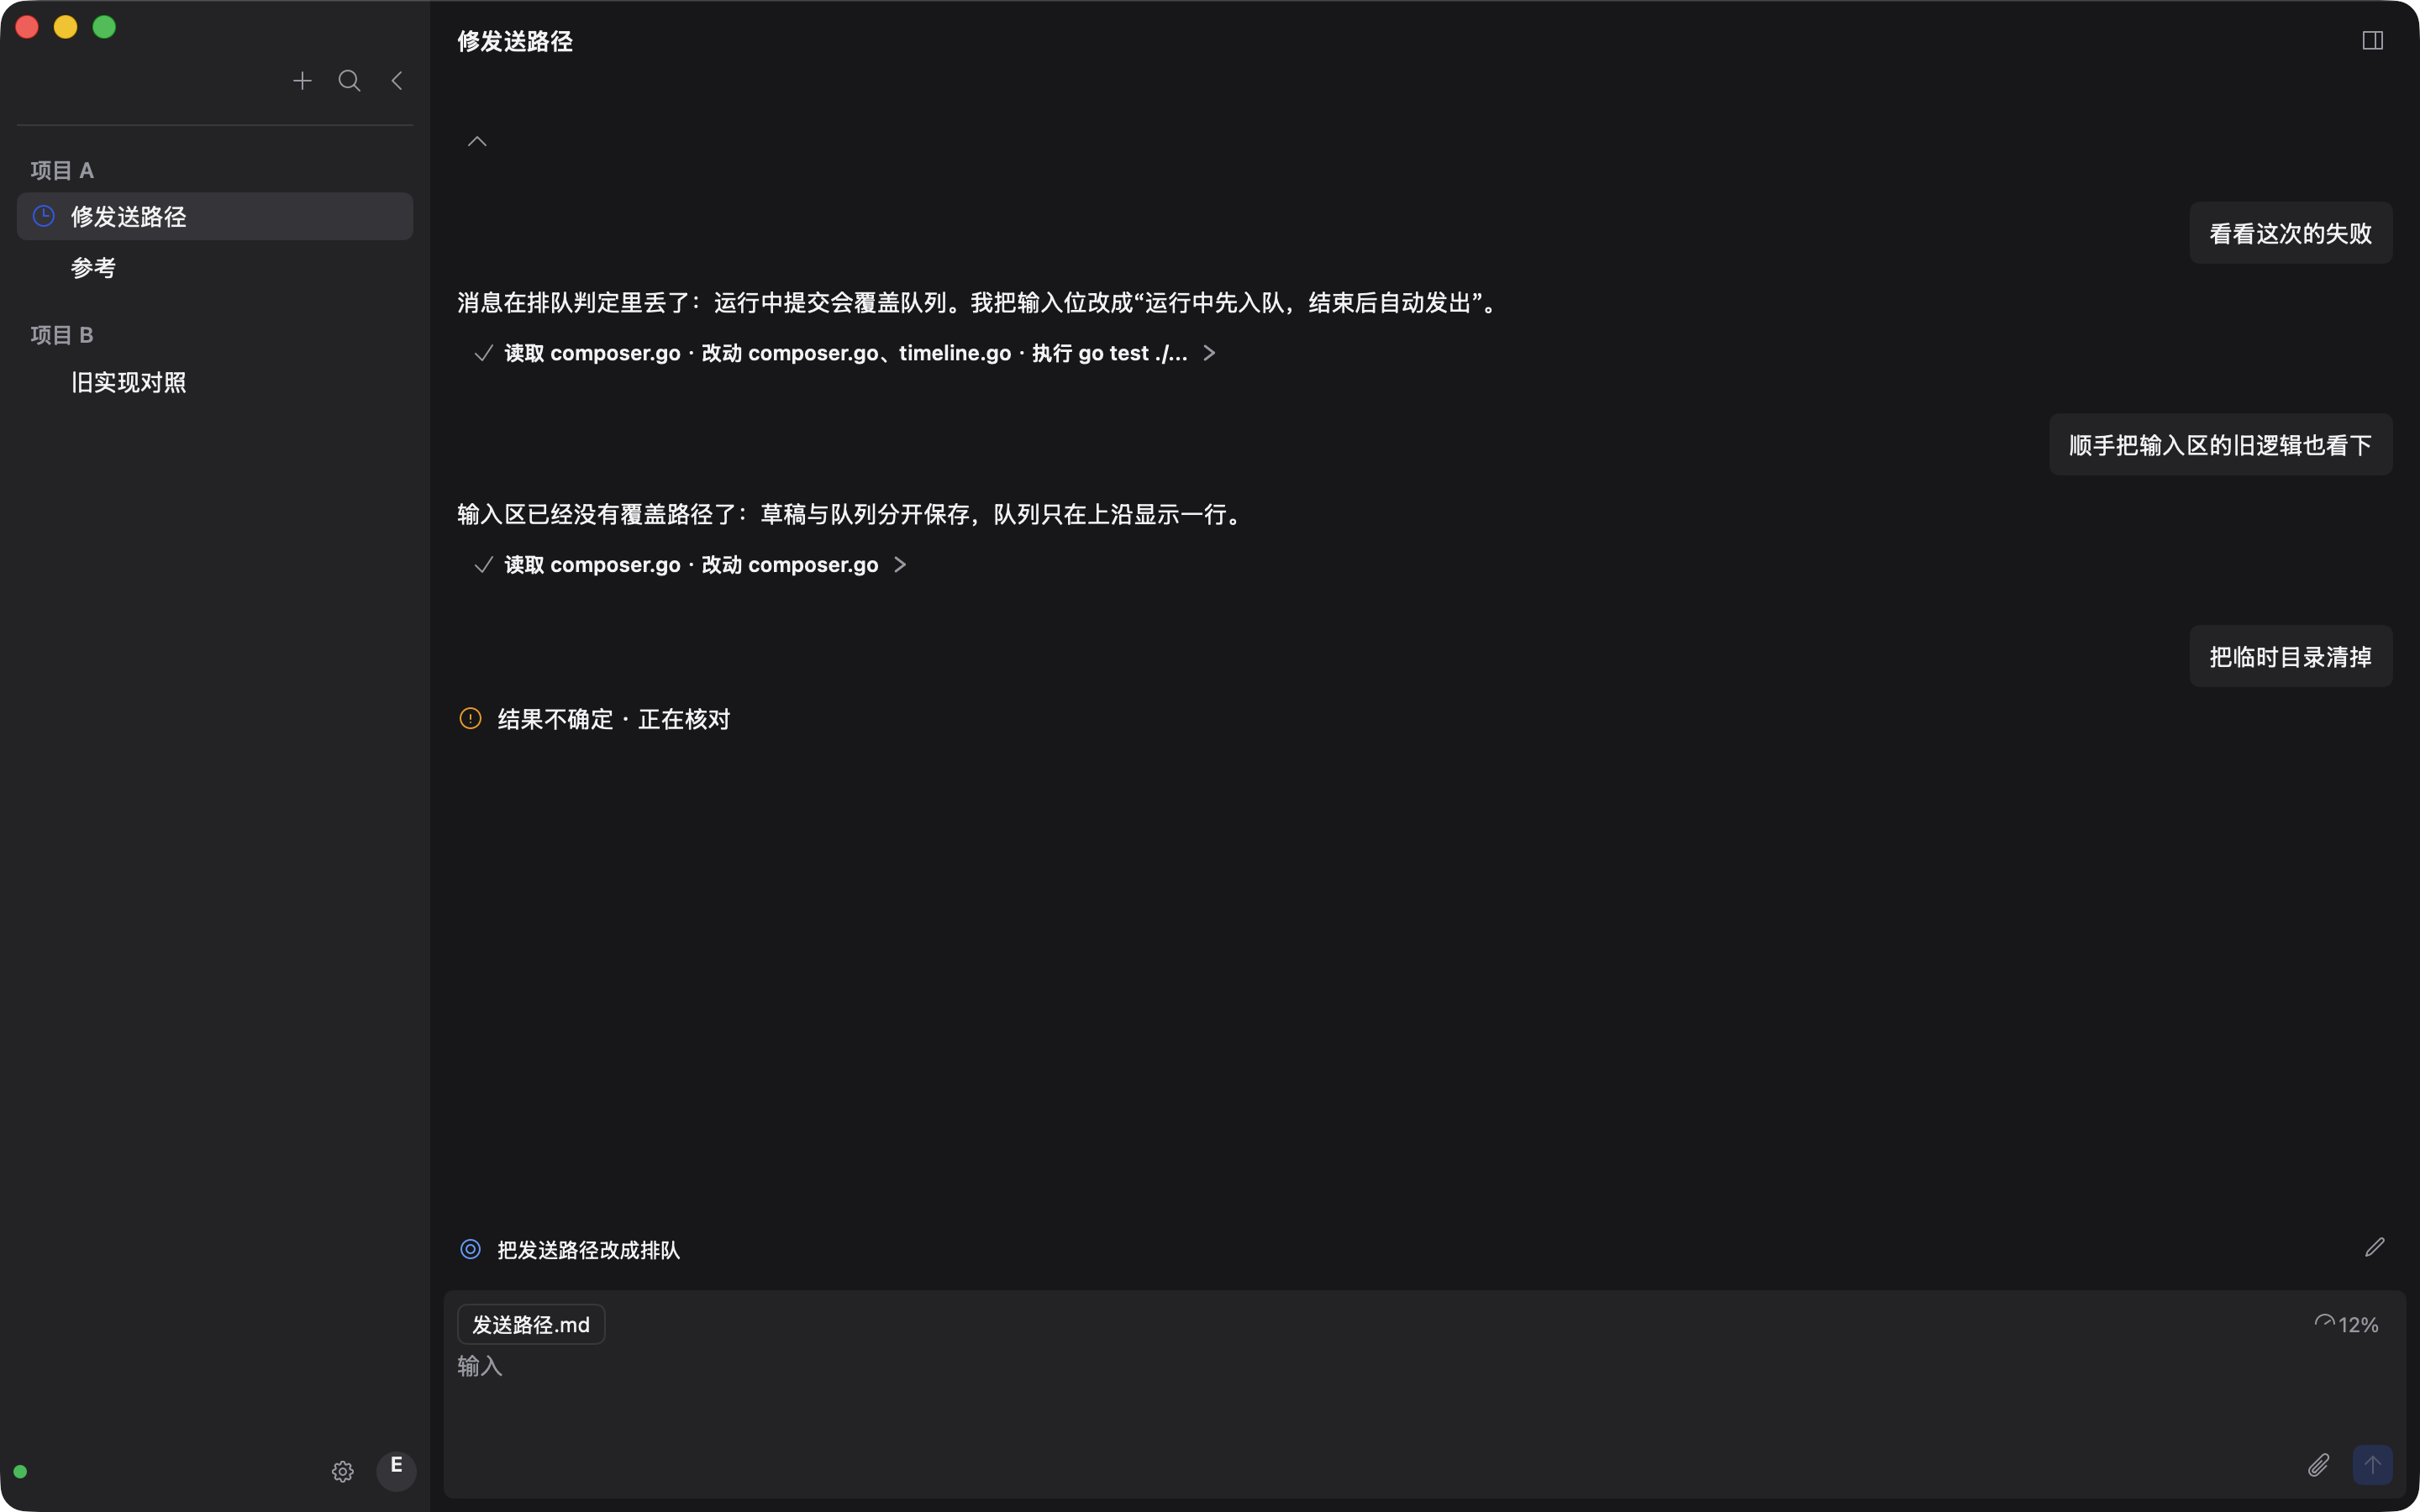 修发送路径
项目 A
修发送路径
参考
项目 B
旧实现对照
看看这次的失败
消息在排队判定里丢了：运行中提交会覆盖队列。我把输入位改成“运行中先入队，结束后自动发出”。
读取 composer.go · 改动 composer.go、timeline.go · 执行 go test ./...
顺手把输入区的旧逻辑也看下
输入区已经没有覆盖路径了：草稿与队列分开保存，队列只在上沿显示一行。
读取 composer.go · 改动 composer.go
把临时目录清掉
结果不确定 · 正在核对
把发送路径改成排队
发送路径.md
12%
输入
E